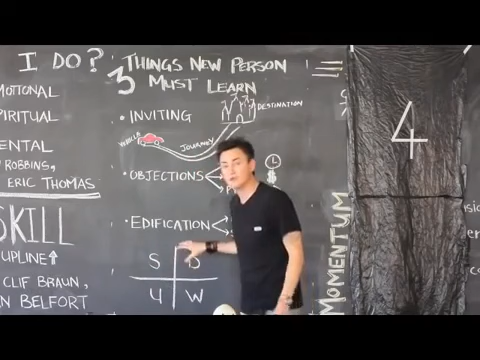 I DO?
MOTIONAL
PIRITUAL
ENTAL
ROBBINS,
ERIC THOMAS
SKILL
UPLINE ↑
CLIF BRAUN,
N BELFORT
3 THINGS NEW PERSON
MUST LEARN
• INVITING
VEHICLE
JOURNEY
DESTINATION
• OBJECTIONS <
$
• EDIFICATION <
S
4 W
MOMENTUM
4